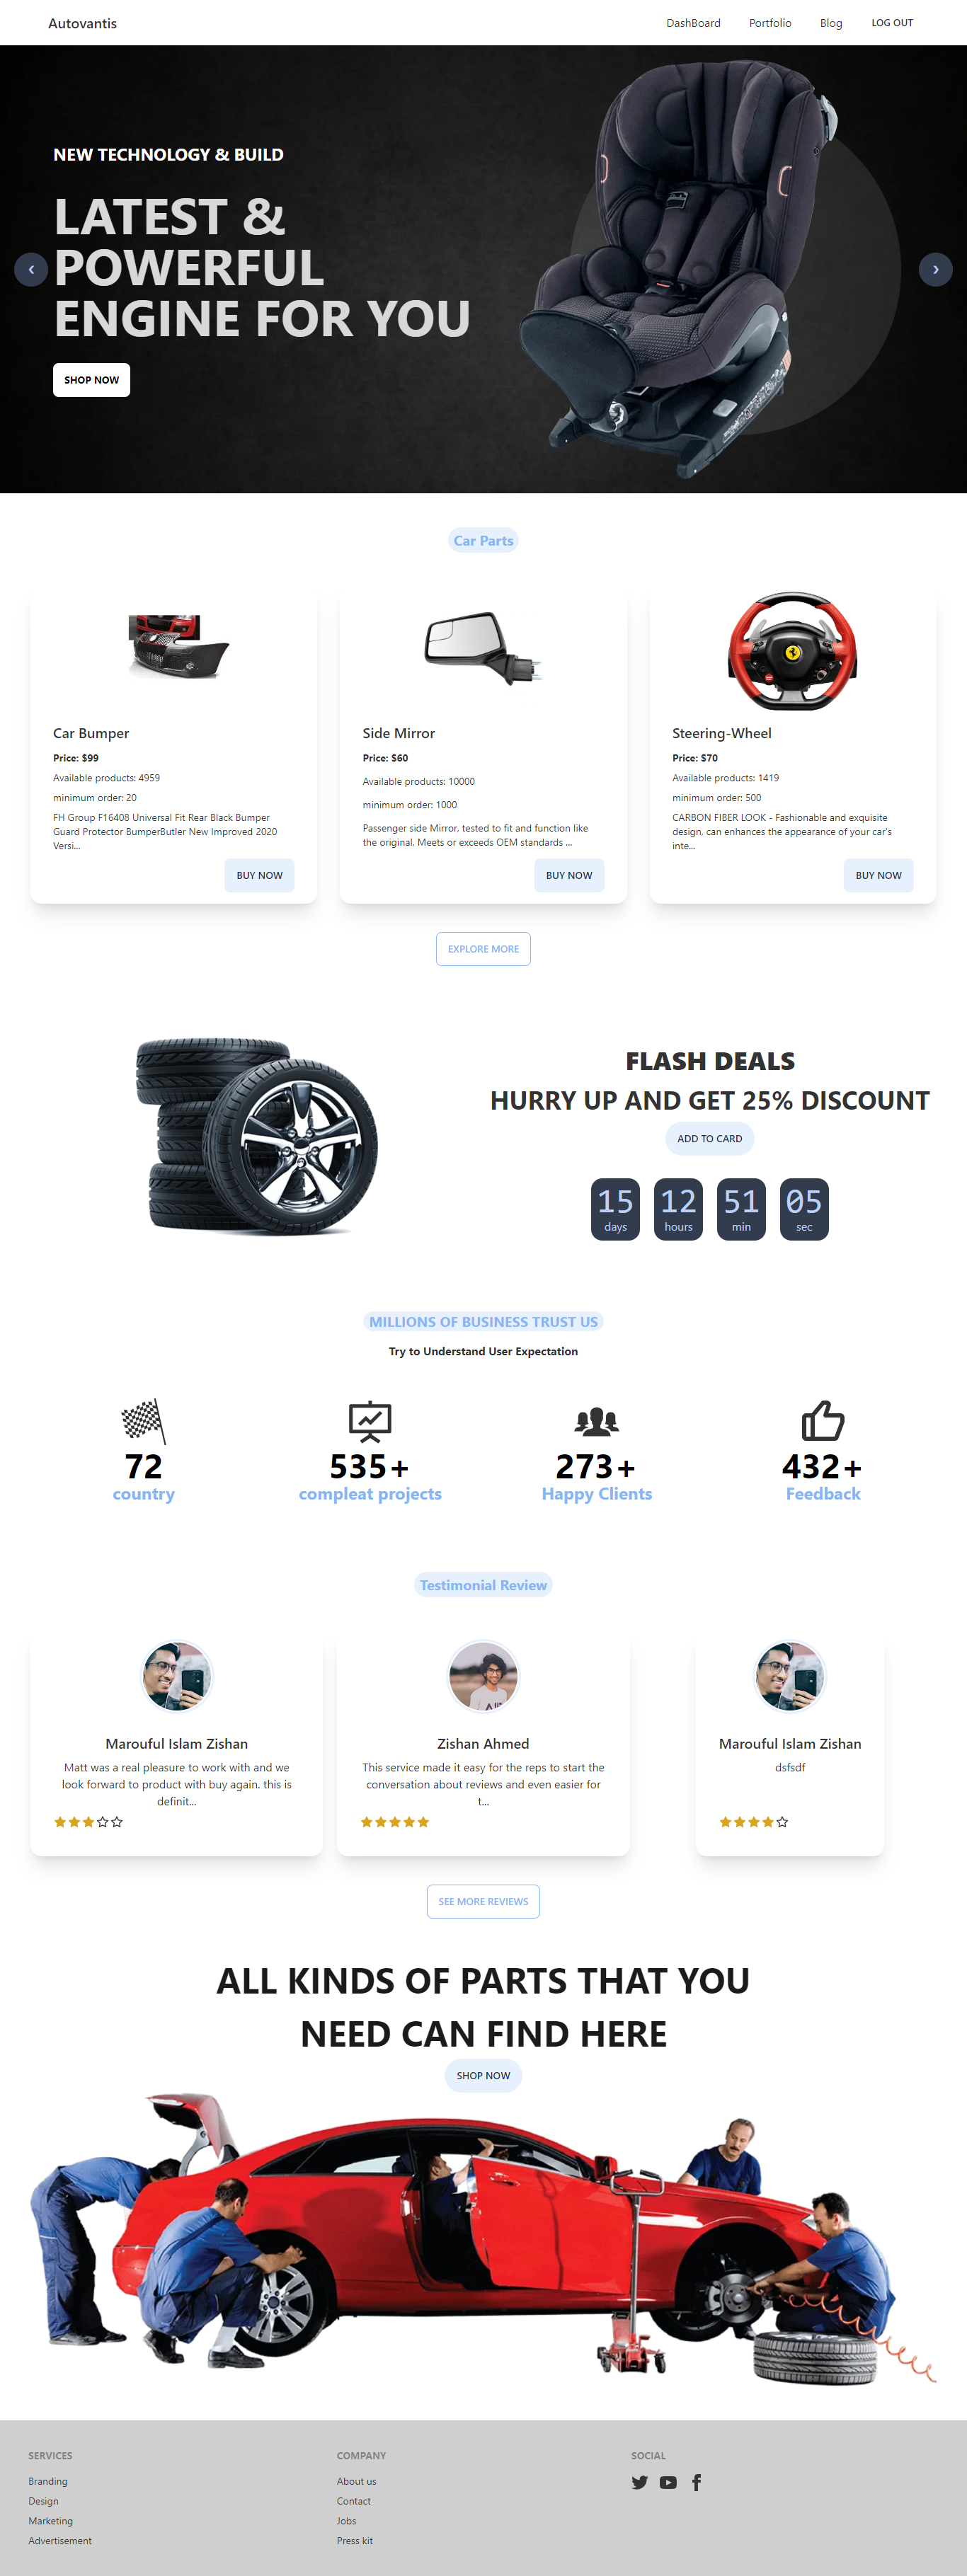 Autovantis
DashBoard
Portfolio
Blog
LOG OUT
NEW TECHNOLOGY & BUILD
LATEST &
POWERFUL
ENGINE FOR YOU
SHOP NOW
❮
❯
Car Parts
Car Bumper
Price: $99
Available products: 4959
minimum order: 20
FH Group F16408 Universal Fit Rear Black Bumper
Guard Protector BumperButler New Improved 2020
Versi...
BUY NOW
Side Mirror
Price: $60
Available products: 10000
minimum order: 1000
Passenger side Mirror, tested to fit and function like
the original, Meets or exceeds OEM standards ...
BUY NOW
Steering-Wheel
Price: $70
Available products: 1419
minimum order: 500
CARBON FIBER LOOK - Fashionable and exquisite
design, can enhances the appearance of your car's
inte...
BUY NOW
EXPLORE MORE
FLASH DEALS
HURRY UP AND GET 25% DISCOUNT
ADD TO CARD
15
days
12
hours
51
min
05
sec
MILLIONS OF BUSINESS TRUST US
Try to Understand User Expectation
72
country
535+
compleat projects
273+
Happy Clients
432+
Feedback
Testimonial Review
Marouful Islam Zishan
Matt was a real pleasure to work with and we
look forward to product with buy again. this is
definit...
Zishan Ahmed
This service made it easy for the reps to start the
conversation about reviews and even easier for
t...
Marouful Islam Zishan
dsfsdf
SEE MORE REVIEWS
ALL KINDS OF PARTS THAT YOU
NEED CAN FIND HERE
SHOP NOW
SERVICES
Branding
Design
Marketing
Advertisement
COMPANY
About us
Contact
Jobs
Press kit
SOCIAL